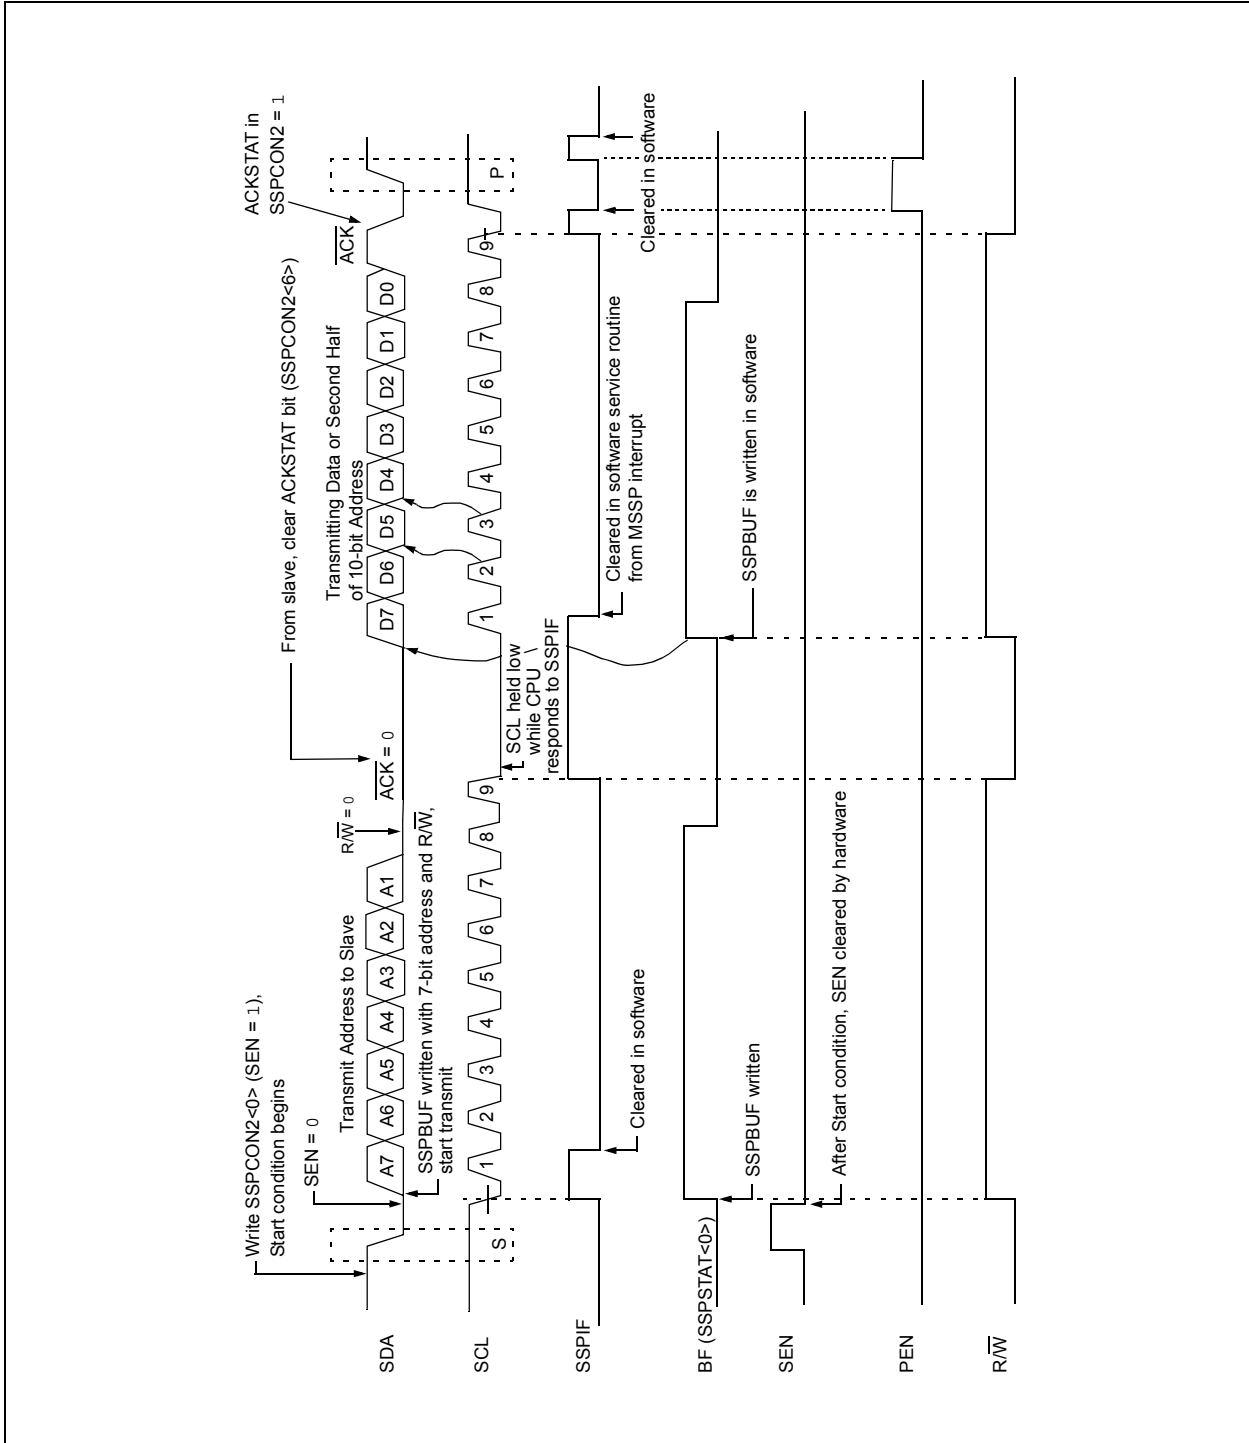 Write SSPCON2<0> (SEN = 1),
Start condition begins
SEN = 0
From slave, clear ACKSTAT bit (SSPCON2<6>)
ACKSTAT in
SSPCON2 = 1
Transmit Address to Slave
R/W = 0
ACK = 0
Transmitting Data or Second Half
of 10-bit Address
ACK
SDA
A7 A6 A5 A4 A3 A2 A1
D7 D6 D5 D4 D3 D2 D1 D0
SSPBUF written with 7-bit address and R/W,
start transmit
SCL
S
1 2 3 4 5 6 7 8 9
1 2 3 4 5 6 7 8 9
P
SCL held low
while CPU
responds to SSPIF
SSPIF
Cleared in software
Cleared in software service routine
from MSSP interrupt
Cleared in software
BF (SSPSTAT<0>)
SSPBUF written
SSPBUF is written in software
SEN
After Start condition, SEN cleared by hardware
PEN
R/W